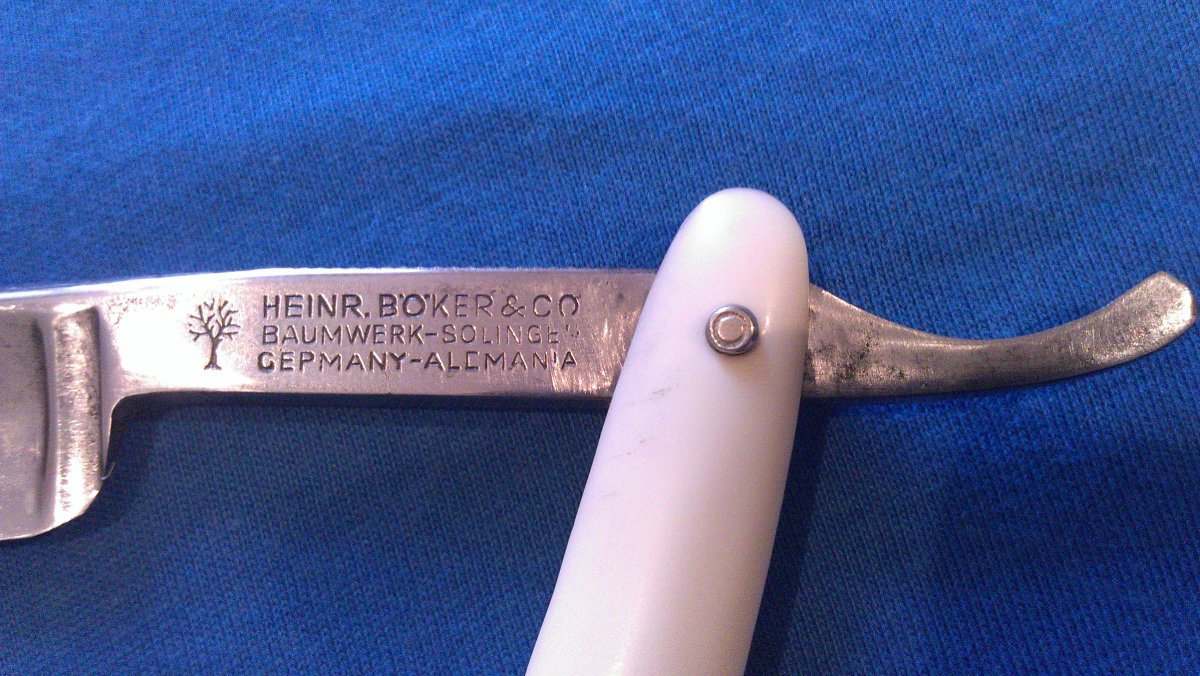 HEINR. BÖKER & CO
BAUMWERK-SOLINGEN
GERMANY-ALEMANIA